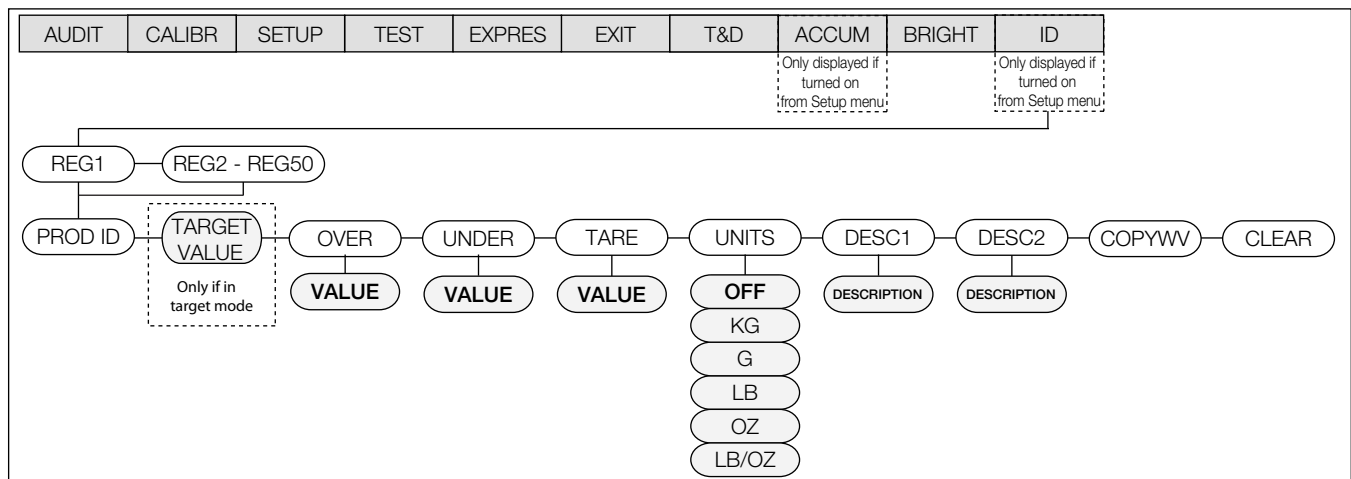 AUDIT CALIBR SETUP TEST EXPRES EXIT T&D ACCUM BRIGHT ID
Only displayed if
turned on
from Setup menu
Only displayed if
turned on
from Setup menu
REG1 REG2 - REG50
PROD ID TARGET
VALUE OVER UNDER TARE UNITS DESC1 DESC2 COPYWV CLEAR
Only if in
target mode
VALUE VALUE VALUE OFF DESCRIPTION DESCRIPTION
KG
G
LB
OZ
LB/OZ